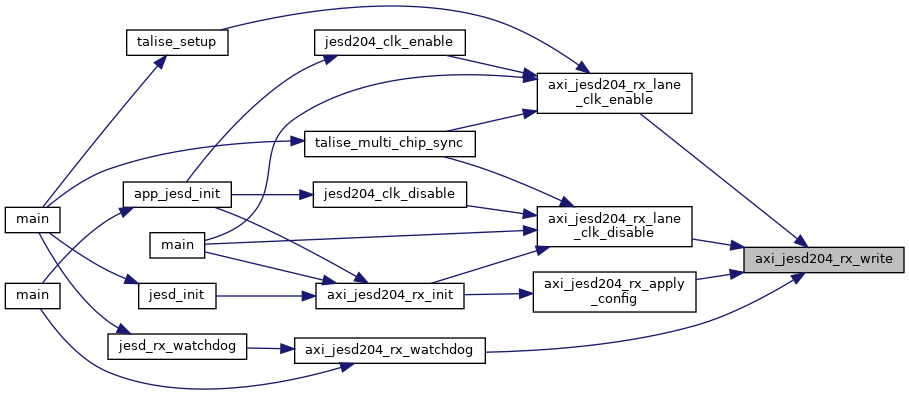 talise_setup
jesd204_clk_enable
axi_jesd204_rx_lane
_clk_enable
talise_multi_chip_sync
app_jesd_init
jesd204_clk_disable
main
axi_jesd204_rx_lane
_clk_disable
main
axi_jesd204_rx_write
main
jesd_init
axi_jesd204_rx_init
axi_jesd204_rx_apply
_config
jesd_rx_watchdog
axi_jesd204_rx_watchdog